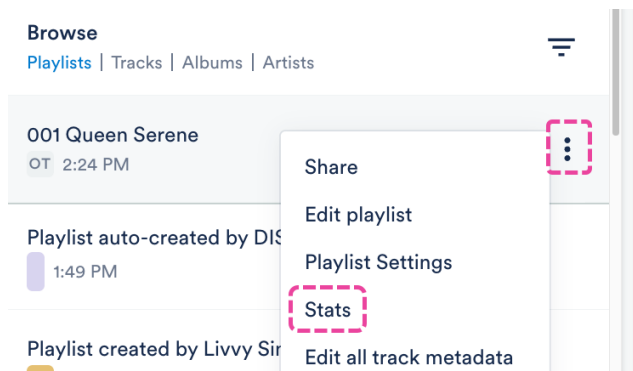 Browse
Playlists | Tracks | Albums | Artists
001 Queen Serene
OT 2:24 PM
Share
Edit playlist
Playlist auto-created by DIS
1:49 PM
Playlist Settings
Stats
Playlist created by Livvy Sir
Edit all track metadata